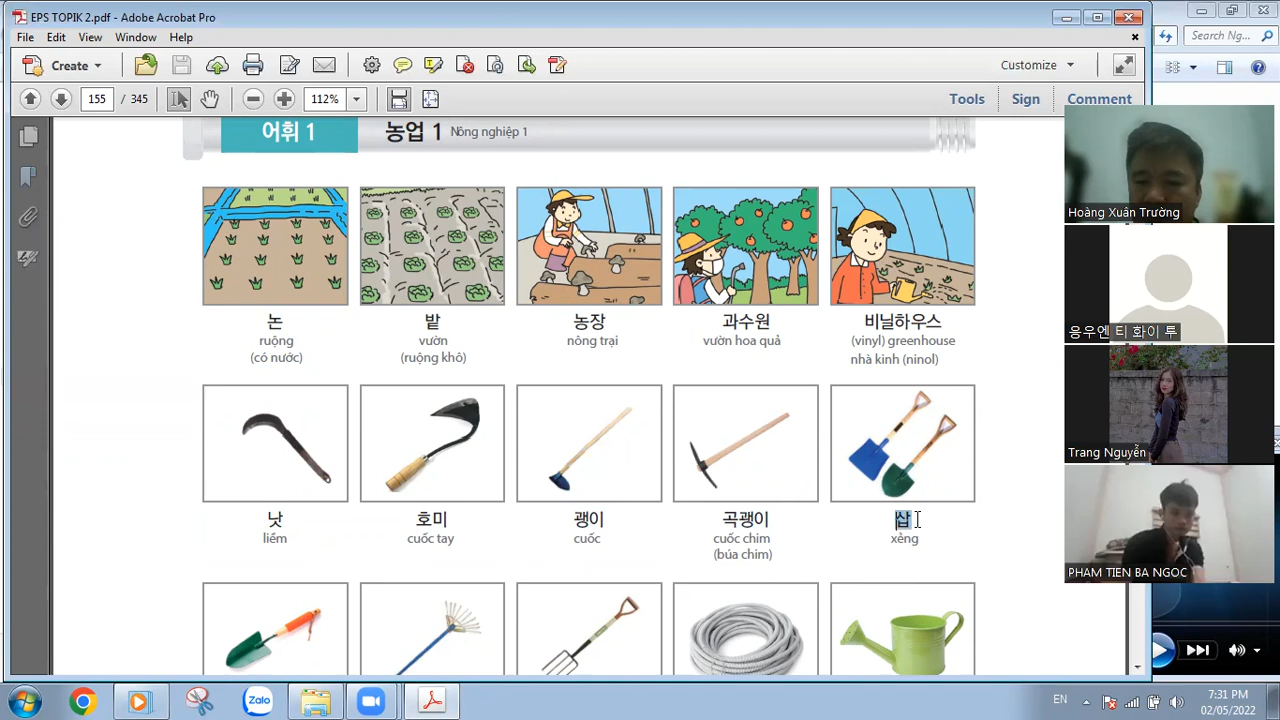 EPS TOPIK 2.pdf - Adobe Acrobat Pro
File Edit View Window Help
Create
Customize
155 / 345
112%
Tools Sign Comment
Search Ng...
어휘 1 농업 1 Nông nghiệp 1
논 밭 농장 과수원 비닐하우스
ruộng vườn nông trại vườn hoa quả (vinyl) greenhouse
(có nước) (ruộng khô) nhà kính (ninol)
낫 호미 괭이 곡괭이 삽
liềm cuốc tay cuốc cuốc chim xẻng
(búa chim)
Hoàng Xuân Trường
응우엔 티 화이 투
Trang Nguyễn
PHAM TIEN BA NGOC
Zalo
EN
7:31 PM
02/05/2022